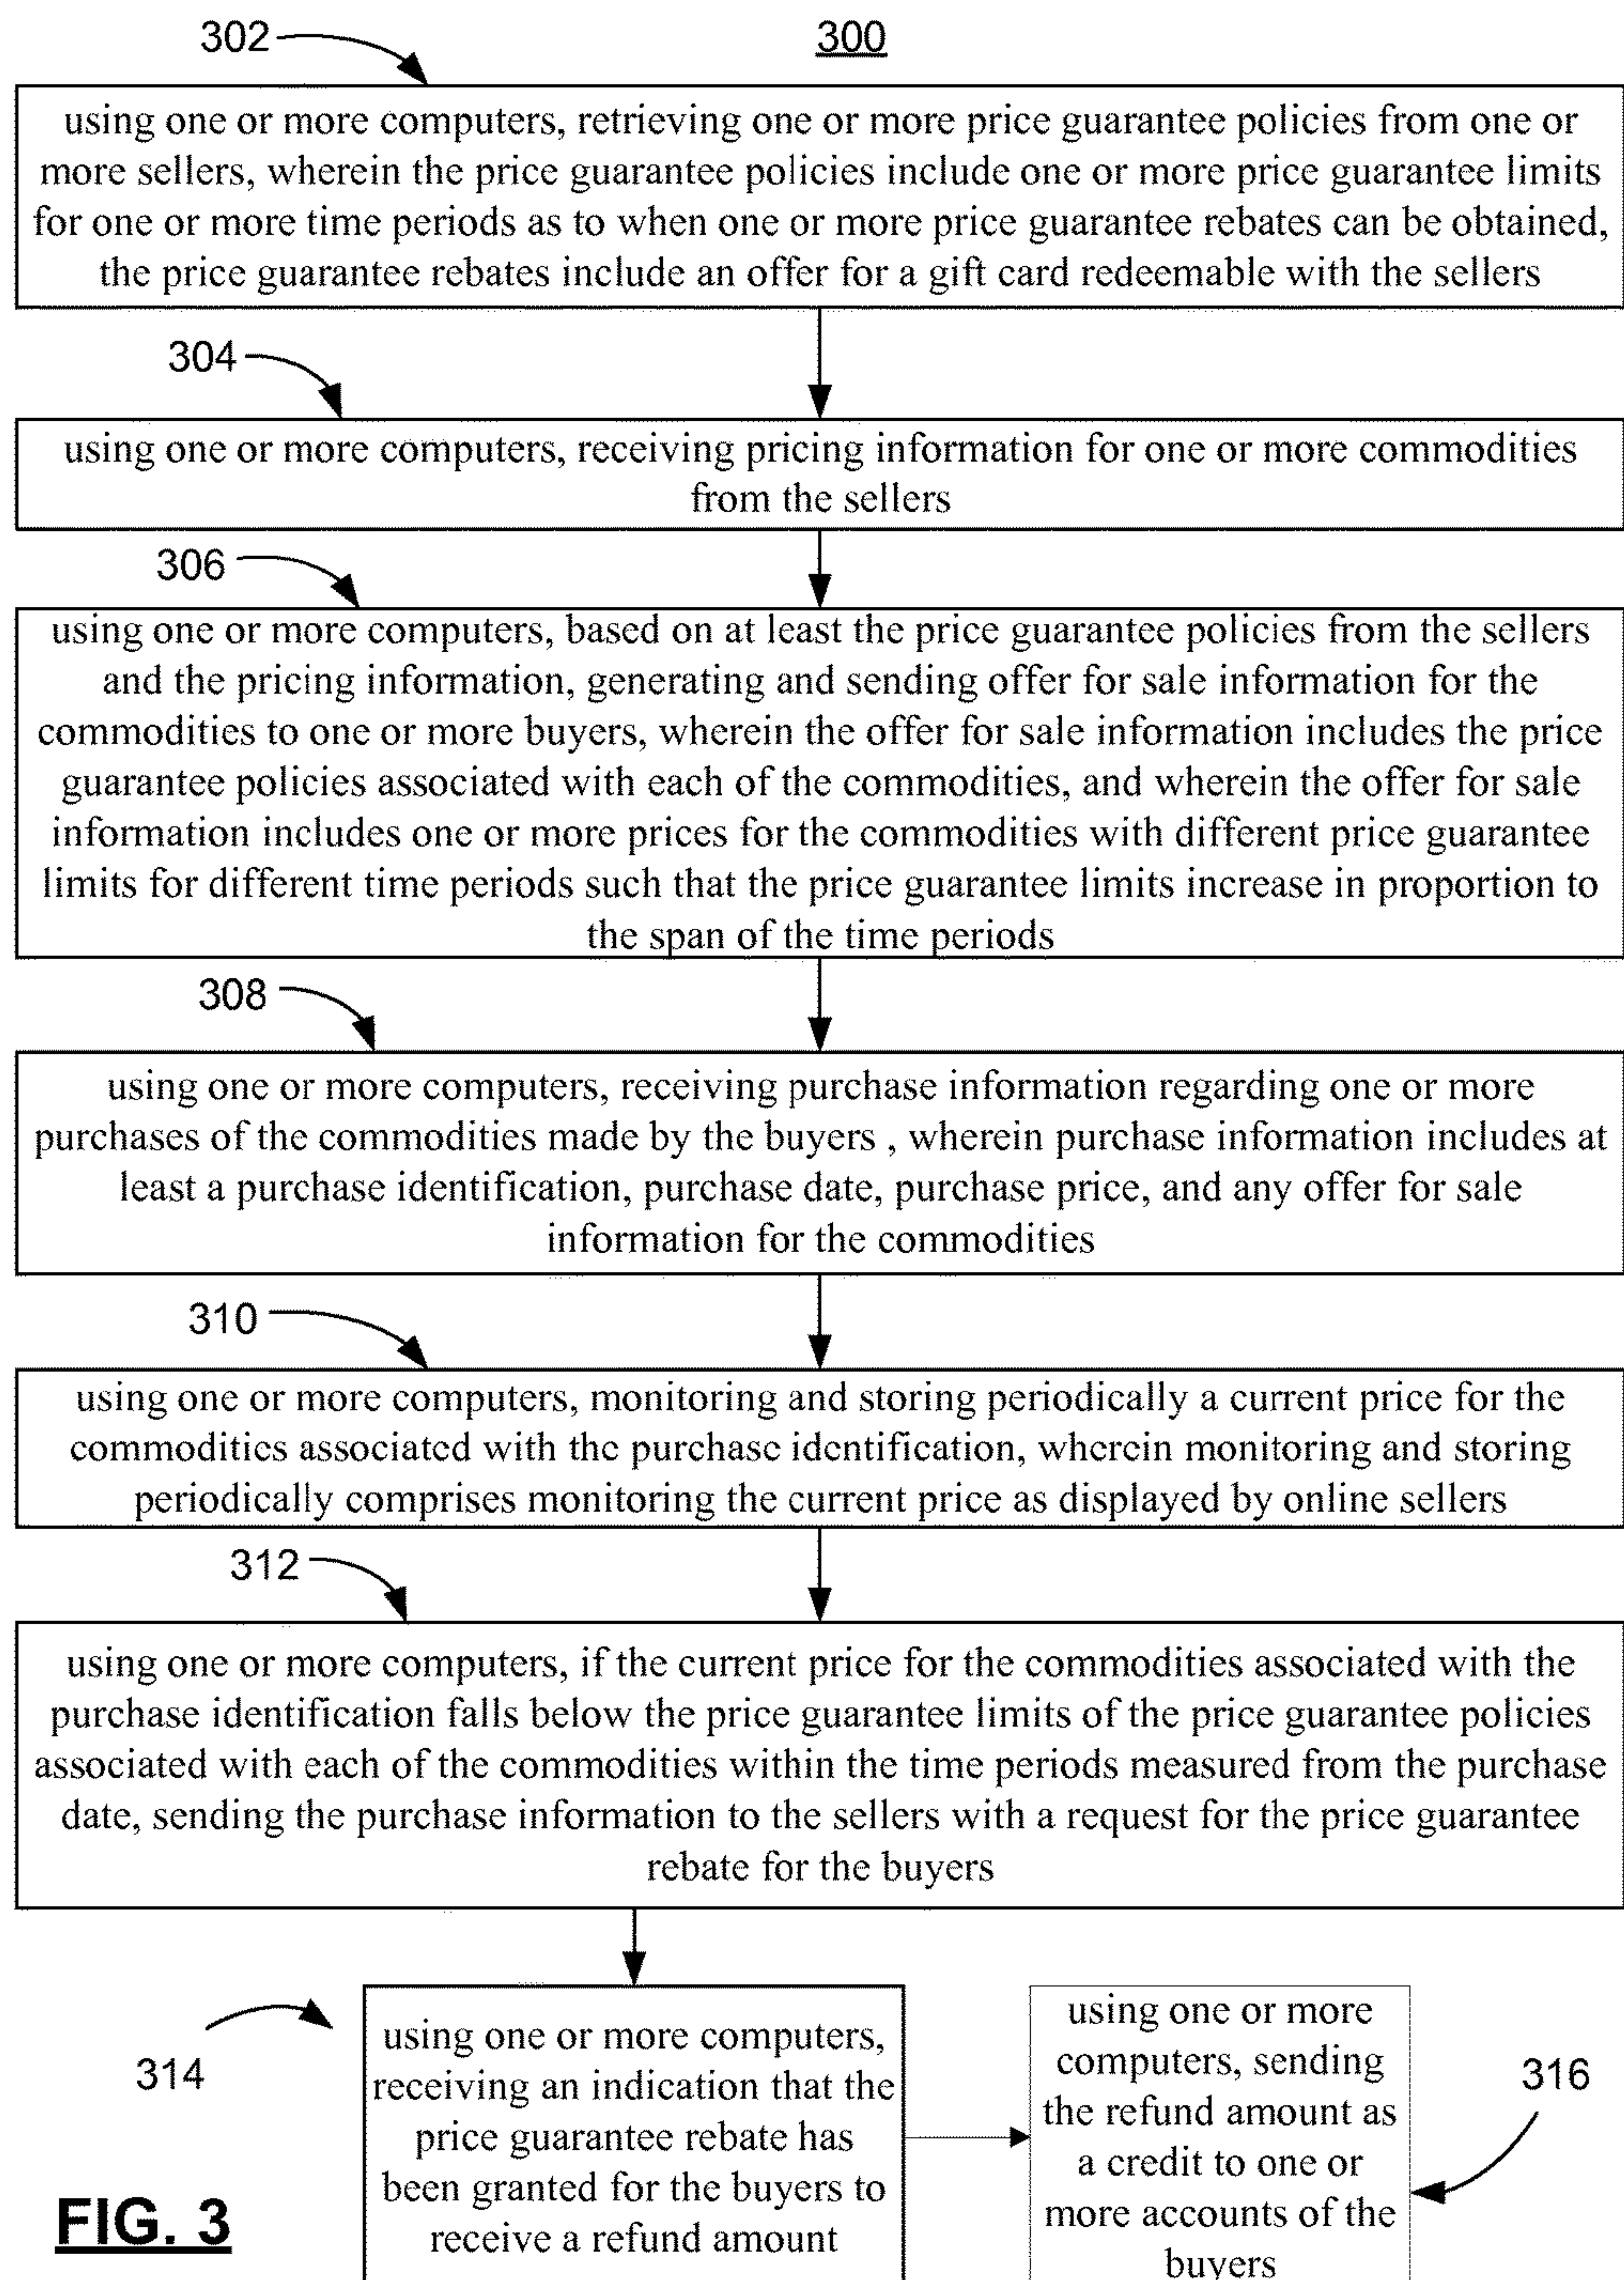 302
300
using one or more computers, retrieving one or more price guarantee policies from one or
more sellers, wherein the price guarantee policies include one or more price guarantee limits
for one or more time periods as to when one or more price guarantee rebates can be obtained,
the price guarantee rebates include an offer for a gift card redeemable with the sellers
304
using one or more computers, receiving pricing information for one or more commodities
from the sellers
306
using one or more computers, based on at least the price guarantee policies from the sellers
and the pricing information, generating and sending offer for sale information for the
commodities to one or more buyers, wherein the offer for sale information includes the price
guarantee policies associated with each of the commodities, and wherein the offer for sale
information includes one or more prices for the commodities with different price guarantee
limits for different time periods such that the price guarantee limits increase in proportion to
the span of the time periods
308
using one or more computers, receiving purchase information regarding one or more
purchases of the commodities made by the buyers , wherein purchase information includes at
least a purchase identification, purchase date, purchase price, and any offer for sale
information for the commodities
310
using one or more computers, monitoring and storing periodically a current price for the
commodities associated with the purchase identification, wherein monitoring and storing
periodically comprises monitoring the current price as displayed by online sellers
312
using one or more computers, if the current price for the commodities associated with the
purchase identification falls below the price guarantee limits of the price guarantee policies
associated with each of the commodities within the time periods measured from the purchase
date, sending the purchase information to the sellers with a request for the price guarantee
rebate for the buyers
314
using one or more computers,
receiving an indication that the
price guarantee rebate has
been granted for the buyers to
receive a refund amount
using one or more
computers, sending
the refund amount as
a credit to one or
more accounts of the
buyers
316
FIG. 3